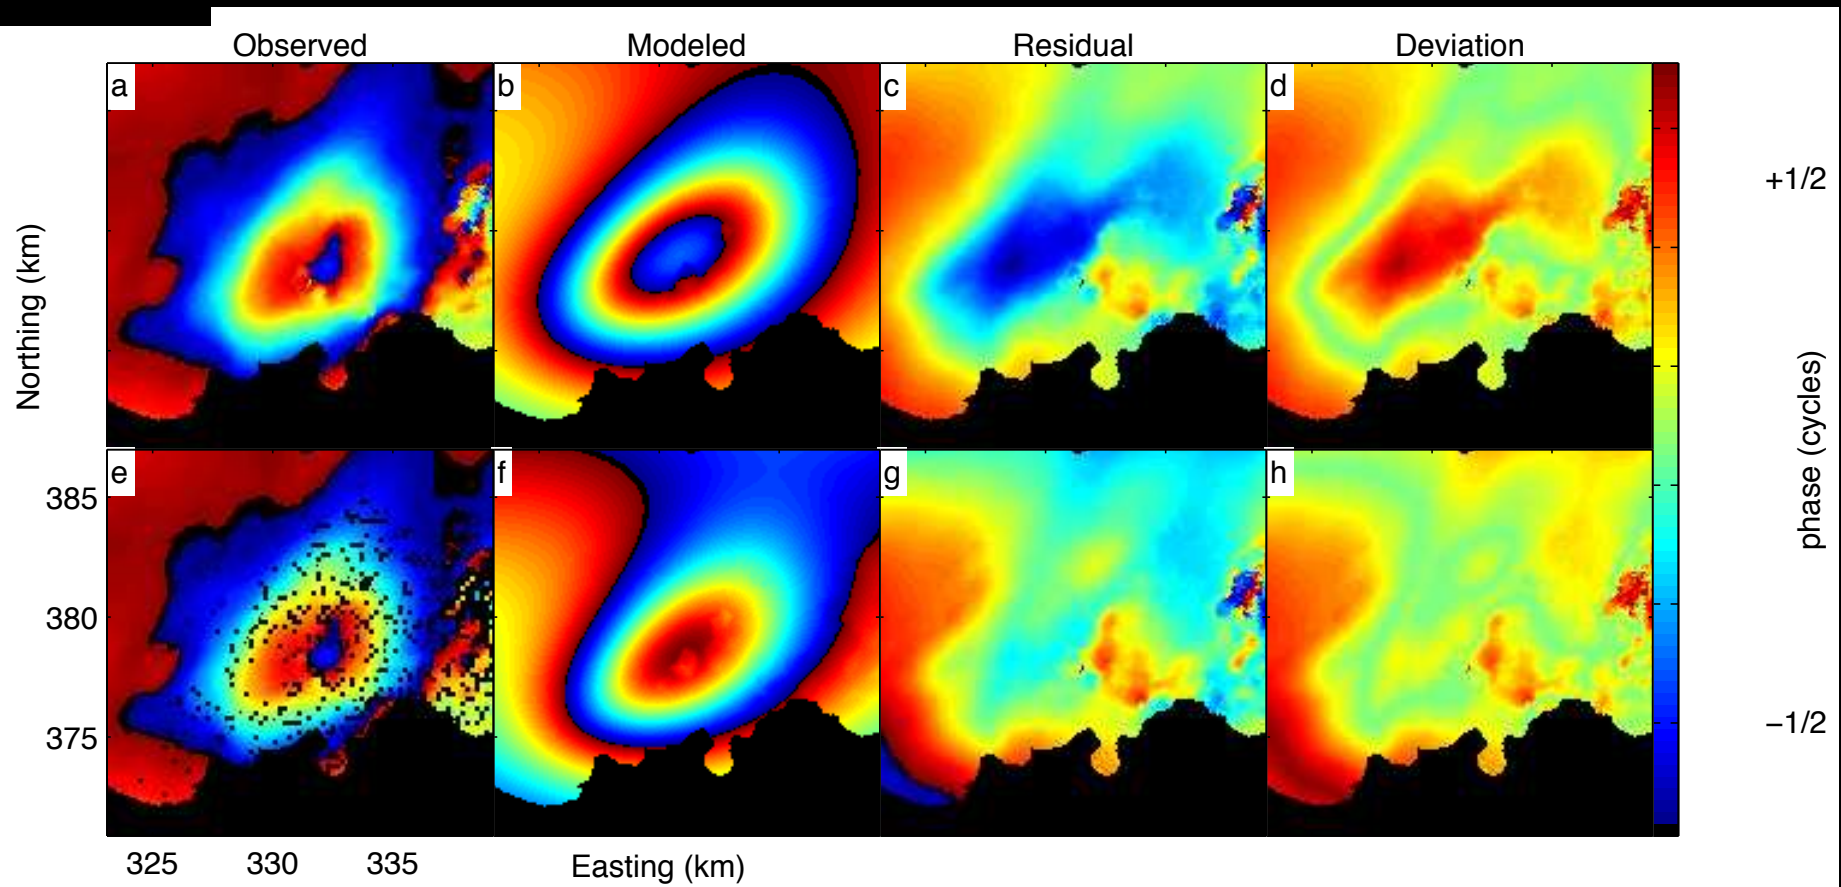 Observed
Modeled
Residual
Deviation
a
b
c
d
+1/2
Northing (km)
phase (cycles)
e
f
g
h
385
380
375
−1/2
325
330
335
Easting (km)